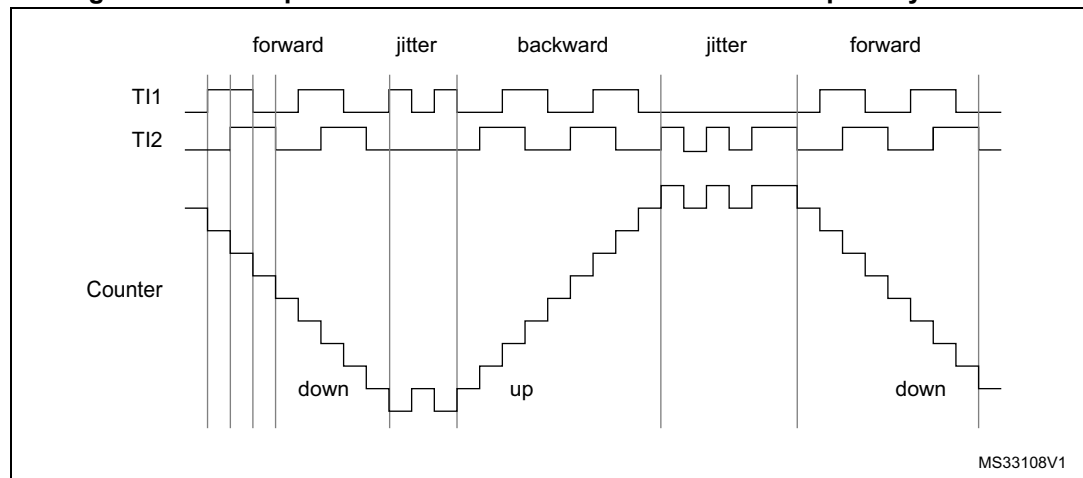 forward jitter backward jitter forward
TI1
TI2
Counter
down up down
MS33108V1